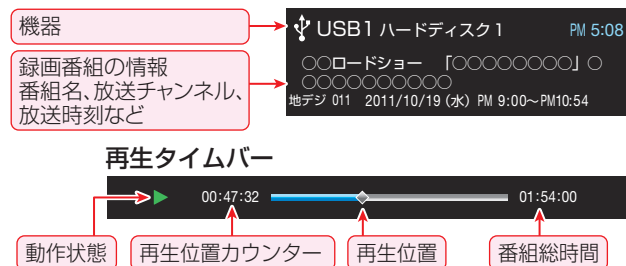 機器
USB1 ハードディスク1 PM 5:08
録画番組の情報
番組名、放送チャンネル、
放送時刻など
○○ロードショー 「○○○○○○○○」○
○○○○○○○○○○
地デジ 011 2011/10/19（水）PM 9:00～PM10:54
再生タイムバー
00:47:32 01:54:00
動作状態 再生位置カウンター 再生位置 番組総時間